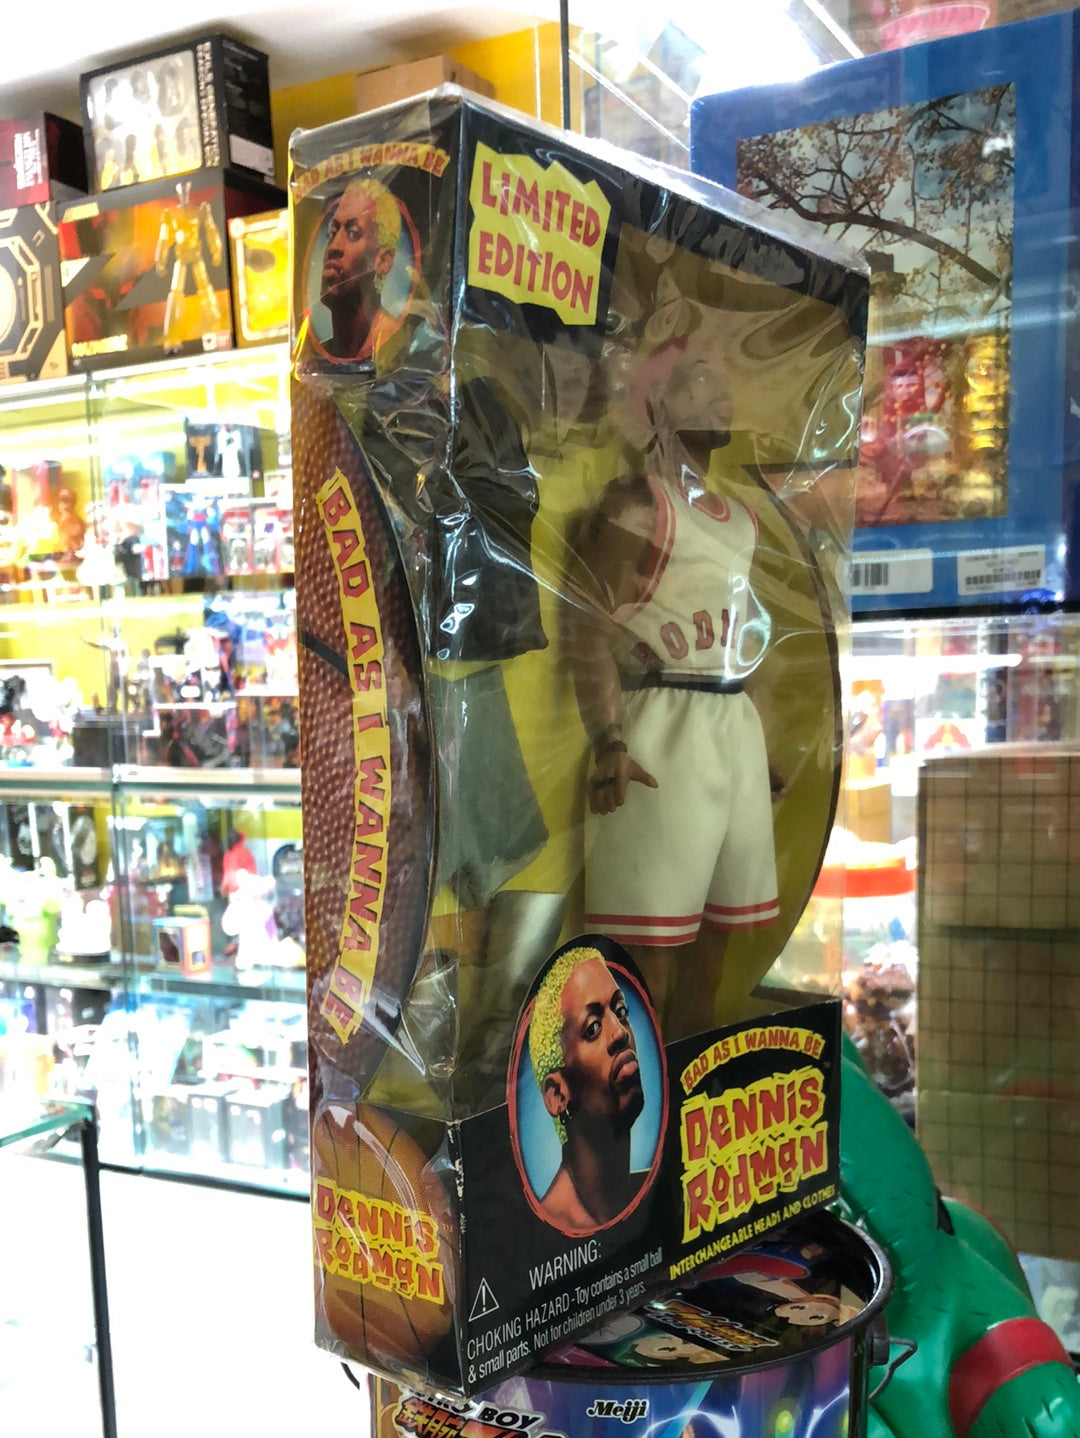 BAD AS I WANNA BE
LIMITED
EDITION
BAD AS I WANNA BE
ODM
BAD AS I WANNA BE
DENNIS
RODMAN
INTERCHANGEABLE HEADS AND CLOTHES
DENNIS
RODMAN
WARNING:
CHOKING HAZARD-Toy contains a small ball
& small parts. Not for children under 3 years.
BOY
Meiji